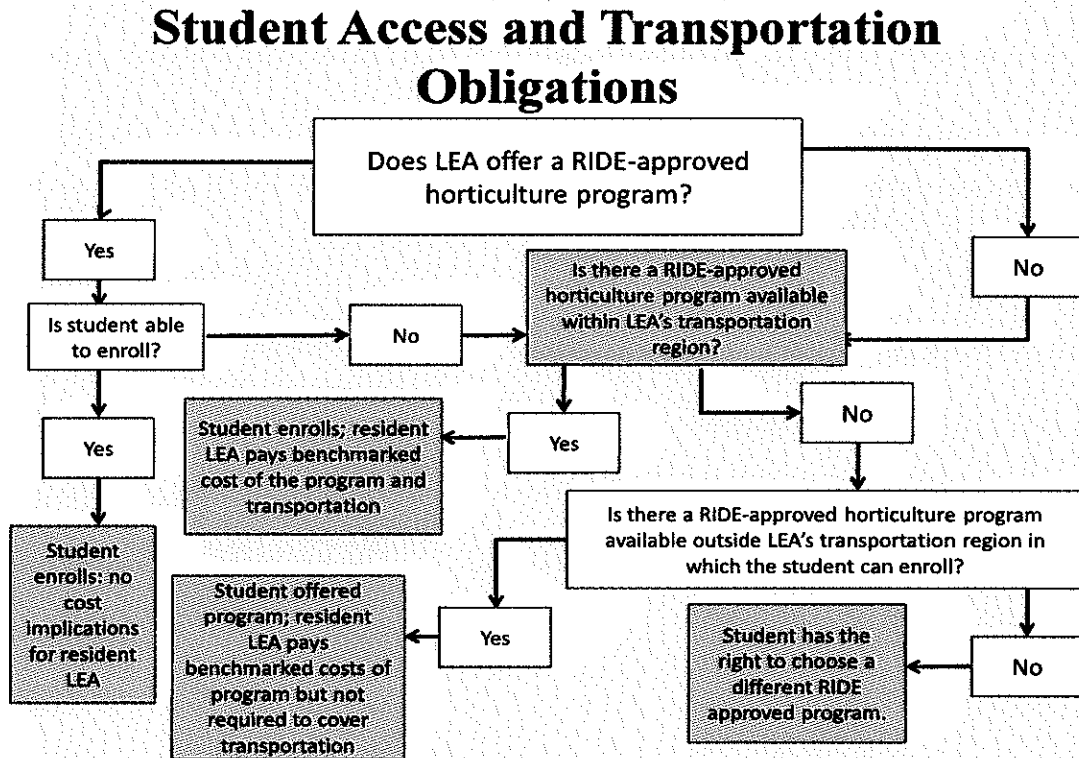 Student Access and Transportation
Obligations
Does LEA offer a RIDE-approved
horticulture program?
Yes
No
Is student able
to enroll?
No
Is there a RIDE-approved
horticulture program available
within LEA's transportation
region?
Yes
Student enrolls; resident
LEA pays benchmarked
cost of the program and
transportation
Yes
No
Student
enrolls: no
cost
implications
for resident
LEA
Is there a RIDE-approved horticulture program
available outside LEA's transportation region in
which the student can enroll?
Student offered
program; resident
LEA pays
benchmarked costs of
program but not
required to cover
transportation
Yes
Student has the
right to choose a
different RIDE
approved program.
No